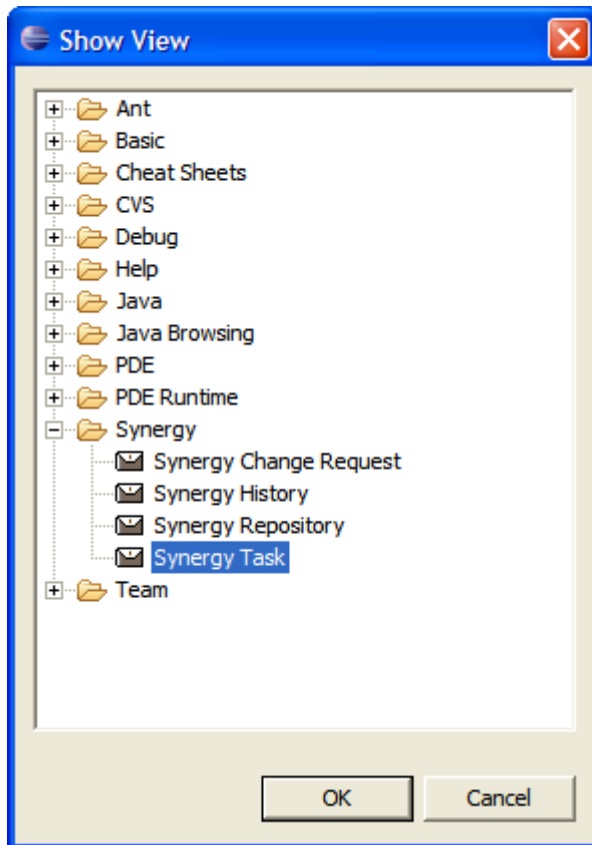 Show View
Ant
Basic
Cheat Sheets
CVS
Debug
Help
Java
Java Browsing
PDE
PDE Runtime
Synergy
Synergy Change Request
Synergy History
Synergy Repository
Synergy Task
Team
OK Cancel